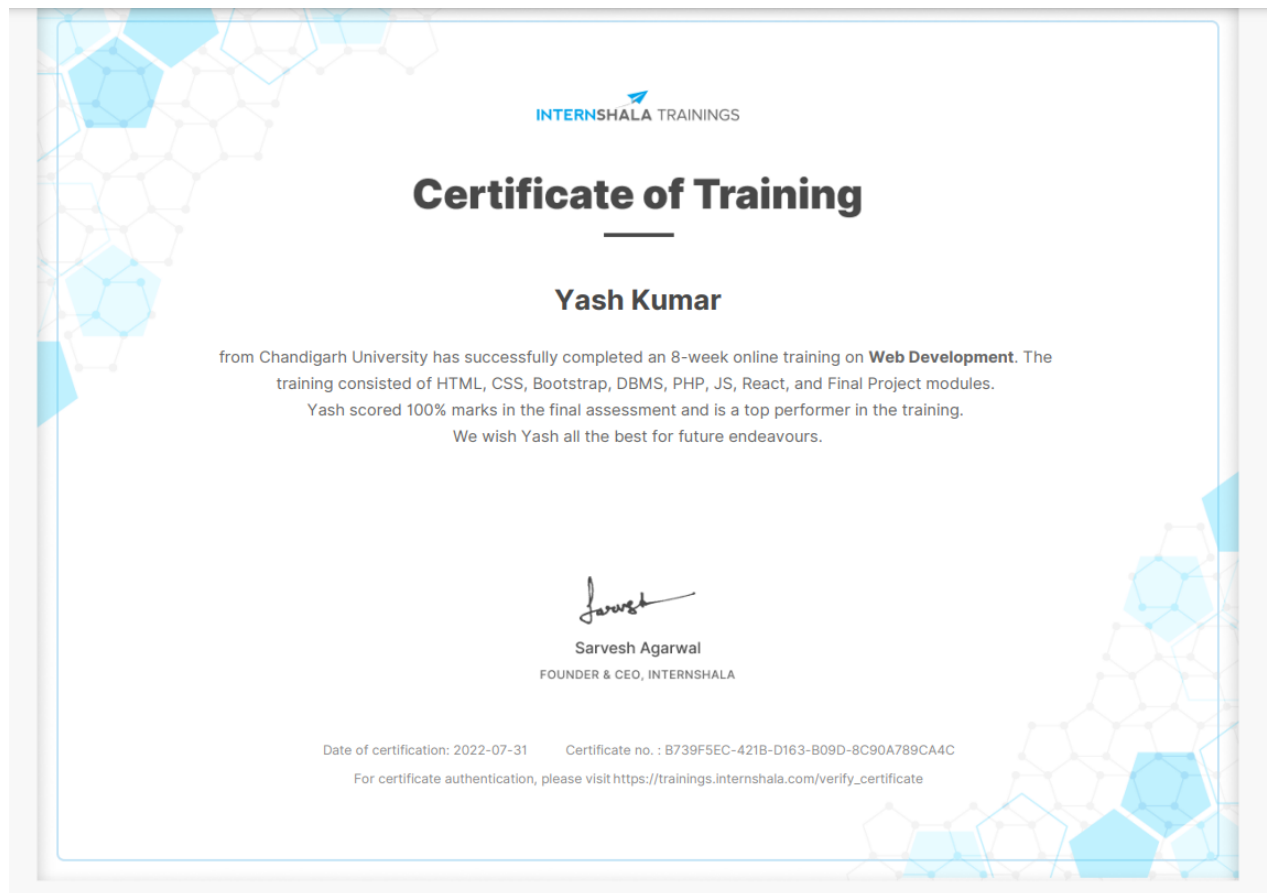 INTERNSHALA TRAININGS
Certificate of Training
Yash Kumar
from Chandigarh University has successfully completed an 8-week online training on Web Development. The
training consisted of HTML, CSS, Bootstrap, DBMS, PHP, JS, React, and Final Project modules.
Yash scored 100% marks in the final assessment and is a top performer in the training.
We wish Yash all the best for future endeavours.
Sarvesh
Sarvesh Agarwal
FOUNDER & CEO, INTERNSHALA
Date of certification: 2022-07-31 Certificate no. : B739F5EC-421B-D163-B09D-8C90A789CA4C
For certificate authentication, please visit https://trainings.internshala.com/verify_certificate